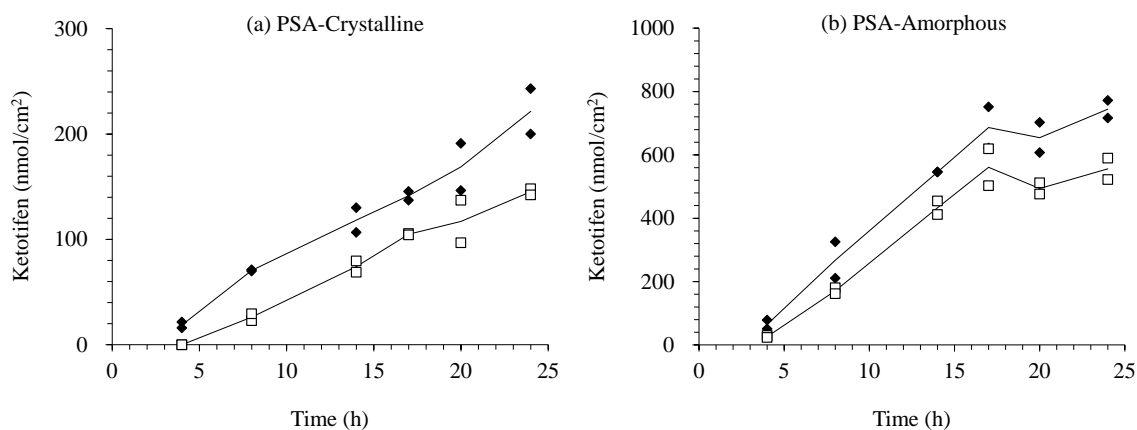 (a) PSA-Crystalline
300
200
100
0
0 5 10 15 20 25
Ketotifen (nmol/cm²)
Time (h)
(b) PSA-Amorphous
1000
800
600
400
200
0
0 5 10 15 20 25
Ketotifen (nmol/cm²)
Time (h)